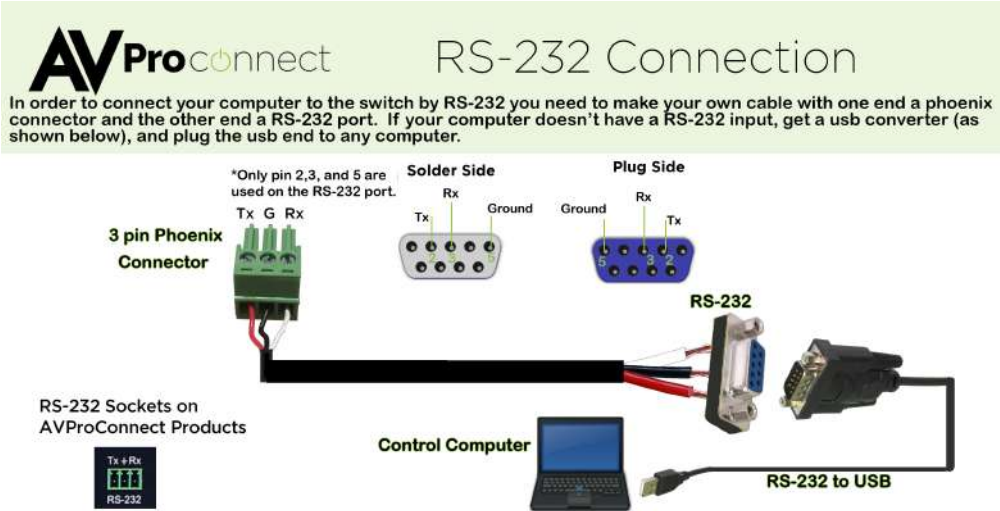 AVProconnect
RS-232 Connection
In order to connect your computer to the switch by RS-232 you need to make your own cable with one end a phoenix
connector and the other end a RS-232 port. If your computer doesn't have a RS-232 input, get a usb converter (as
shown below), and plug the usb end to any computer.
*Only pin 2,3, and 5 are
used on the RS-232 port.
Tx G Rx
3 pin Phoenix
Connector
Solder Side
Rx
Tx
Ground
2 3 5
Plug Side
Rx
Ground
Tx
5 3 2
RS-232
RS-232 Sockets on
AVProConnect Products
Tx+Rx
RS-232
Control Computer
RS-232 to USB